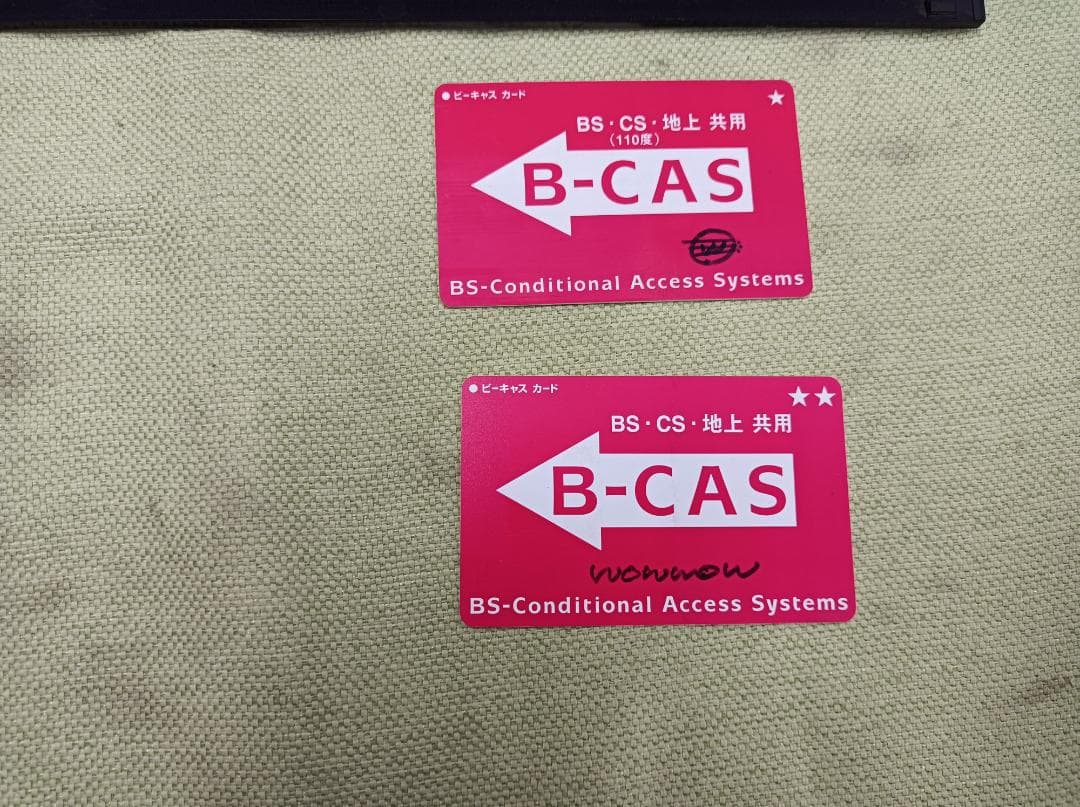 ●ビーキャス カード ★
BS・CS・地上 共用
(110度)
B-CAS
BS-Conditional Access Systems
●ビーキャス カード ★★
BS・CS・地上 共用
B-CAS
wowwow
BS-Conditional Access Systems